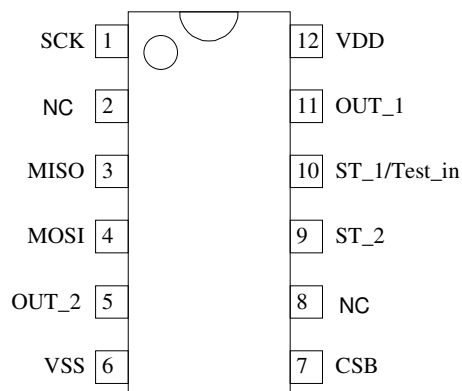 SCK 1 12 VDD
NC 2 11 OUT_1
MISO 3 10 ST_1/Test_in
MOSI 4 9 ST_2
OUT_2 5 8 NC
VSS 6 7 CSB